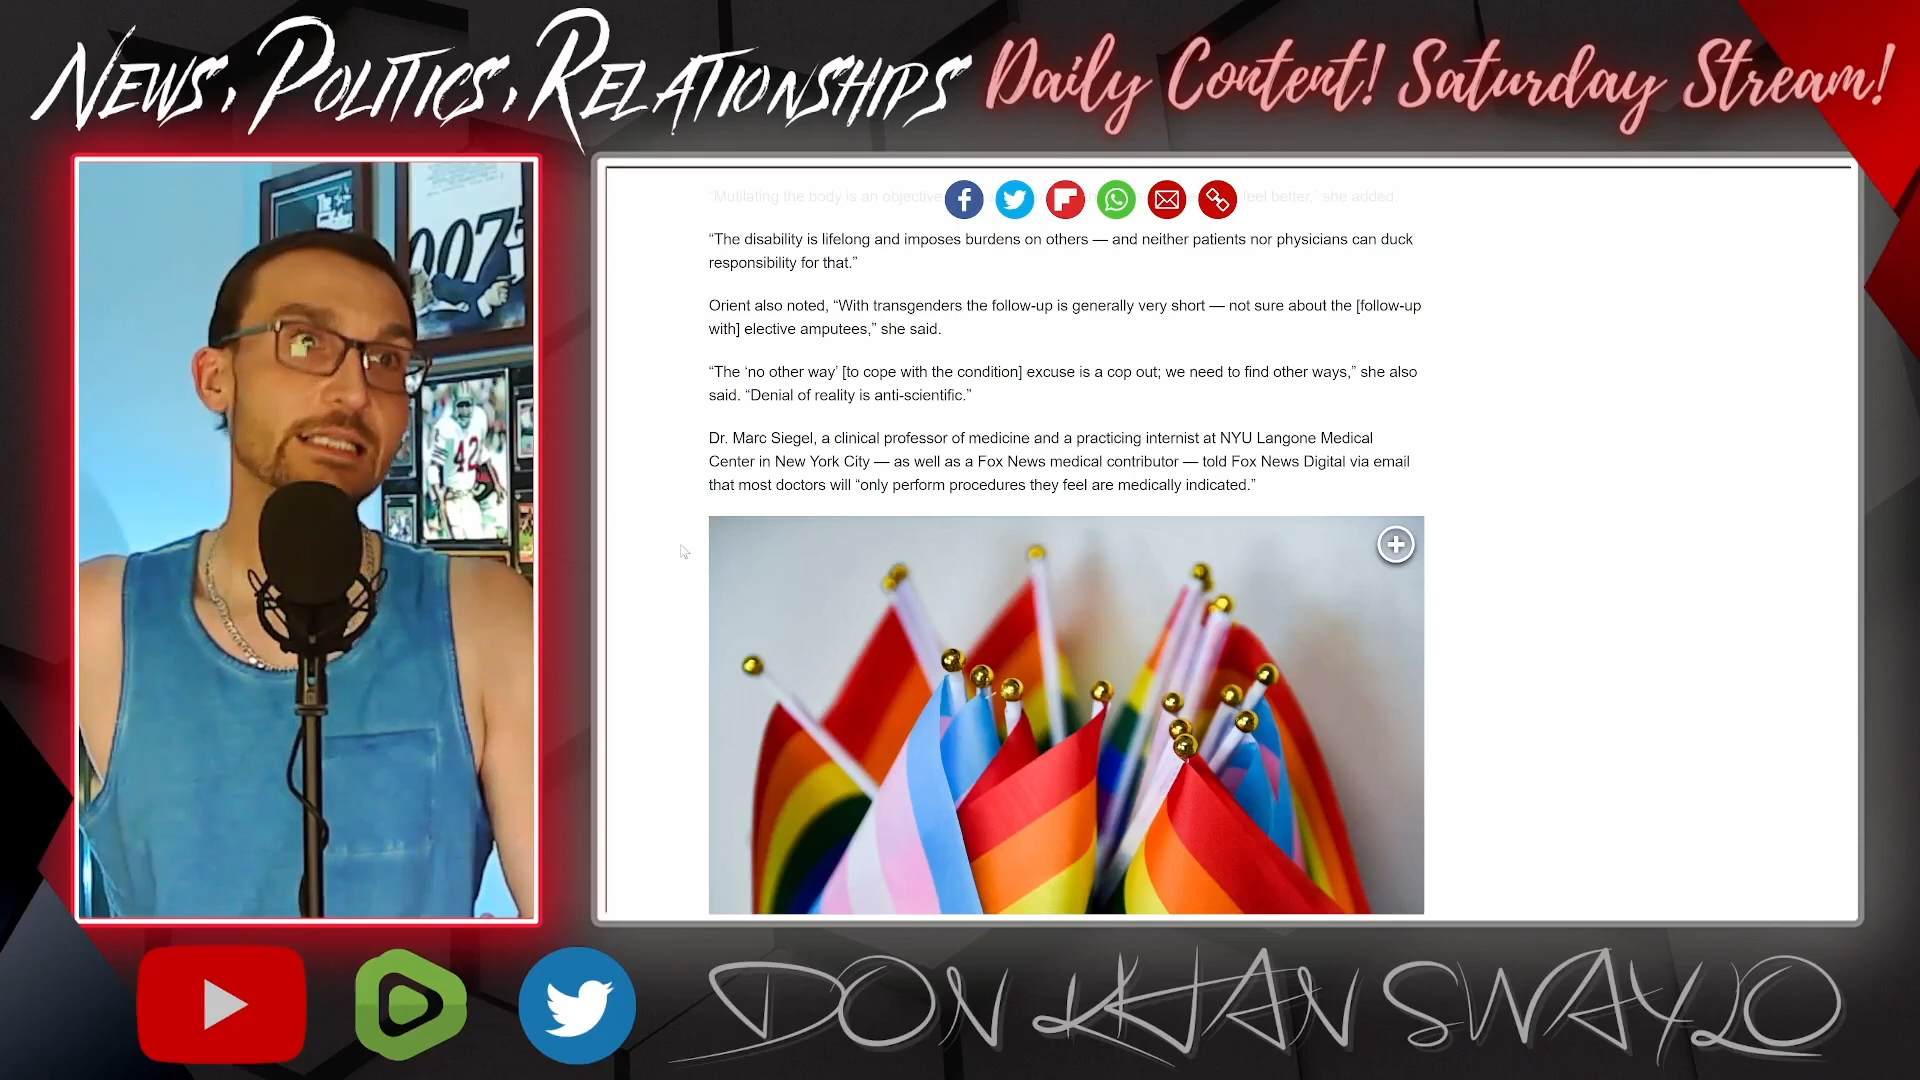 News, Politics, Relationships
Daily Content! Saturday Stream!
007
42
“Mutilating the body is an objective
feel better,” she added,
“The disability is lifelong and imposes burdens on others — and neither patients nor physicians can duck
responsibility for that.”
Orient also noted, “With transgenders the follow-up is generally very short — not sure about the [follow-up
with] elective amputees,” she said.
“The ‘no other way’ [to cope with the condition] excuse is a cop out; we need to find other ways,” she also
said. “Denial of reality is anti-scientific.”
Dr. Marc Siegel, a clinical professor of medicine and a practicing internist at NYU Langone Medical
Center in New York City — as well as a Fox News medical contributor — told Fox News Digital via email
that most doctors will “only perform procedures they feel are medically indicated.”
DON KHAN SWAYLO